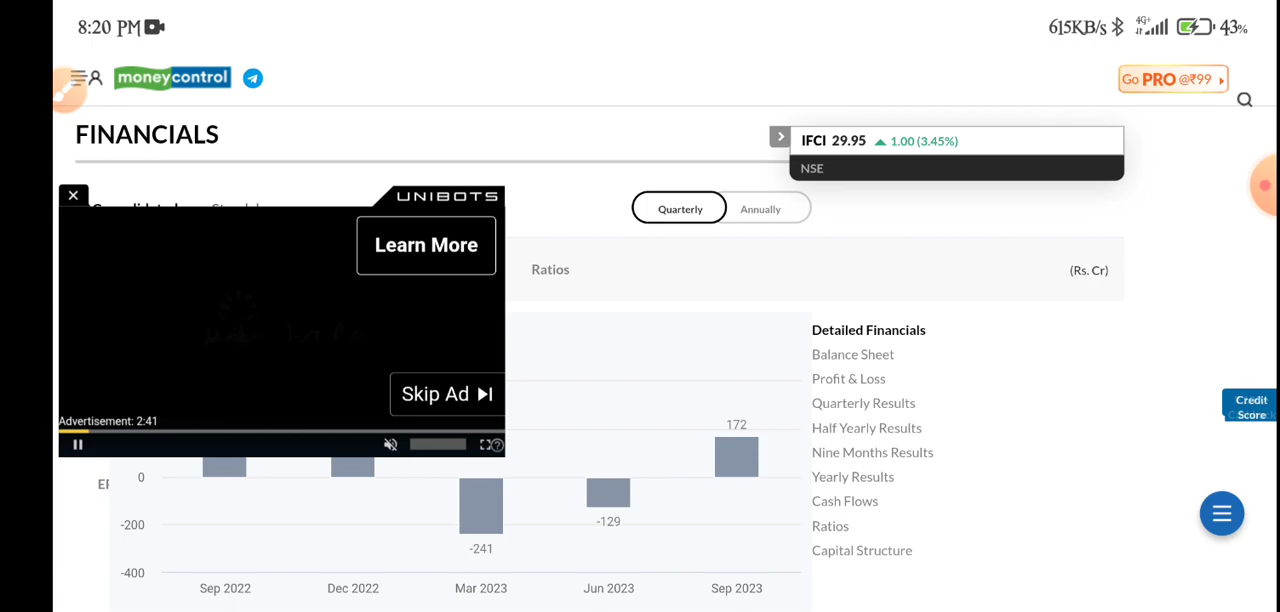 8:20 PM
615KB/s 4G+ 43%
moneycontrol
Go PRO @₹99
FINANCIALS
IFCI 29.95 1.00 (3.45%)
NSE
UNIBOTS
Quarterly Annually
Learn More
Ratios
(Rs. Cr)
Skip Ad
Advertisement: 2:41
Detailed Financials
Balance Sheet
Profit & Loss
Quarterly Results
Half Yearly Results
Nine Months Results
Yearly Results
Cash Flows
Ratios
Capital Structure
Credit
Score
172
0
-200
-129
-241
-400
Sep 2022 Dec 2022 Mar 2023 Jun 2023 Sep 2023